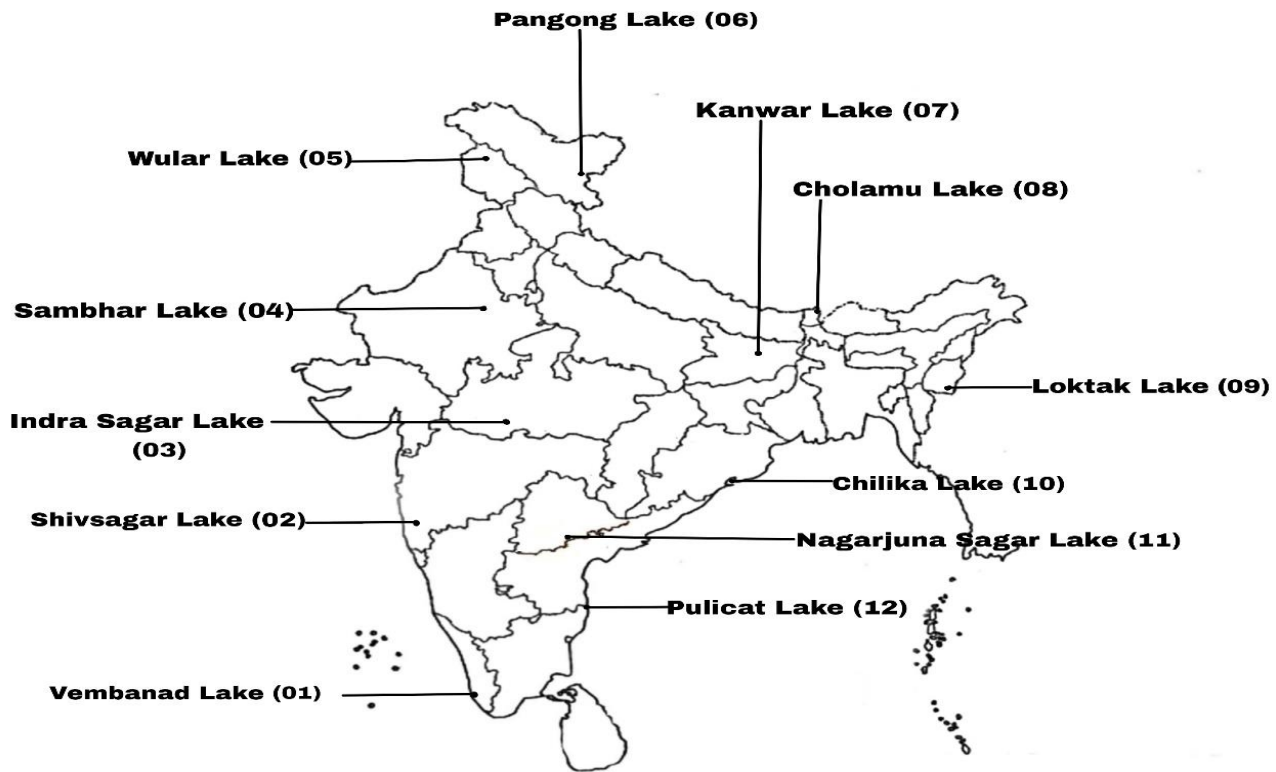 Pangong Lake (06)
Kanwar Lake (07)
Wular Lake (05)
Cholamu Lake (08)
Sambhar Lake (04)
Loktak Lake (09)
Indra Sagar Lake
(03)
Chilika Lake (10)
Shivsagar Lake (02)
Nagarjuna Sagar Lake (11)
Pulicat Lake (12)
Vembanad Lake (01)